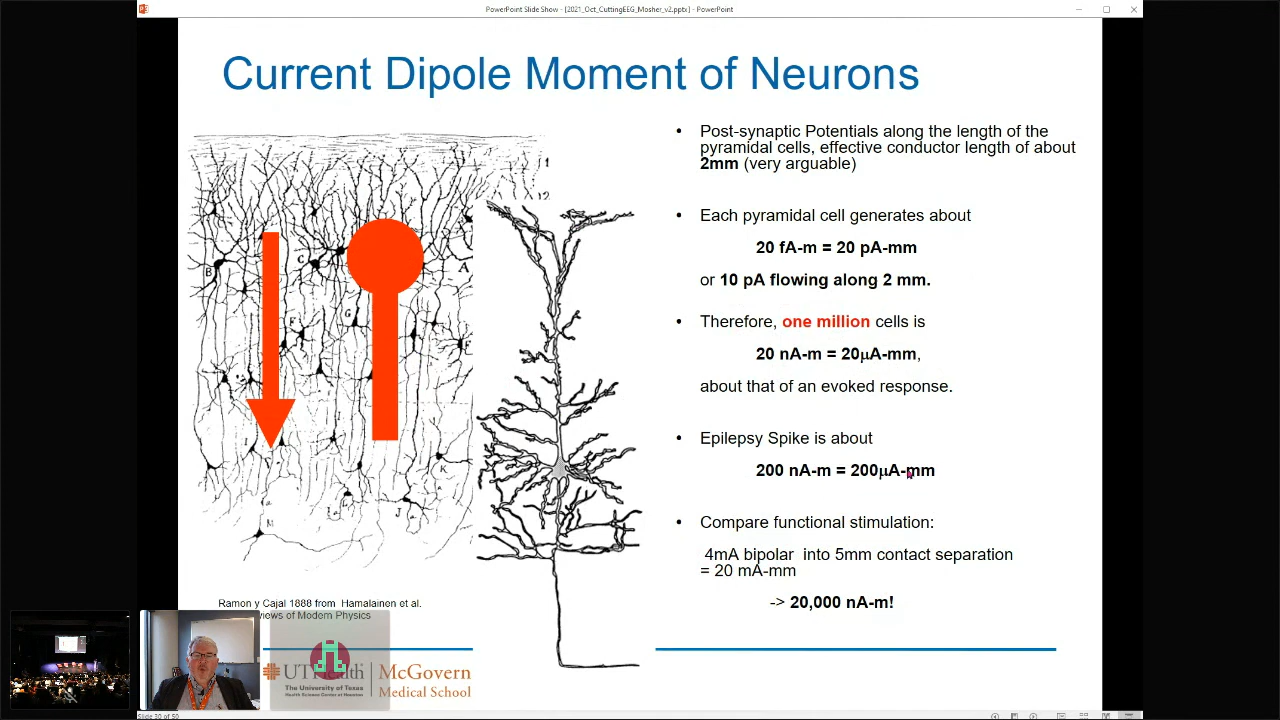 PowerPoint Slide Show - [2021_Oct_CuttingEEG_Mosher_v2.pptx] - PowerPoint
Current Dipole Moment of Neurons
• Post-synaptic Potentials along the length of the
pyramidal cells, effective conductor length of about
2mm (very arguable)
• Each pyramidal cell generates about
20 fA-m = 20 pA-mm
or 10 pA flowing along 2 mm.
• Therefore, one million cells is
20 nA-m = 20µA-mm,
about that of an evoked response.
• Epilepsy Spike is about
200 nA-m = 200µA-mm
• Compare functional stimulation:
4mA bipolar into 5mm contact separation
= 20 mA-mm
-> 20,000 nA-m!
B
C
A
G
F
K
M
J
Ramon y Cajal 1888 from Hamalainen et al.
views of Modern Physics
UTHealth
The University of Texas
Health Science Center at Houston
McGovern
Medical School
Slide 30 of 50